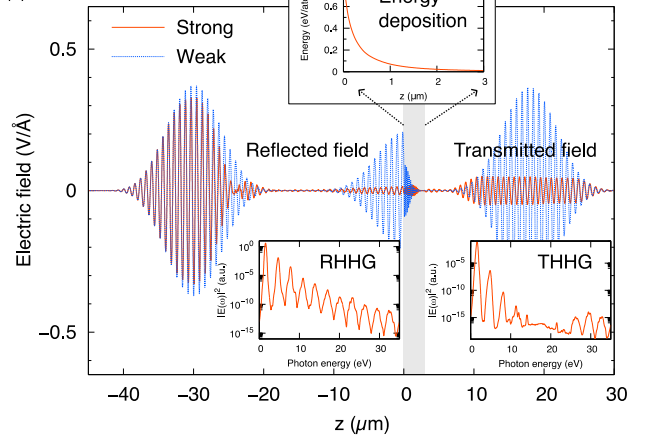 Energy
deposition
Energy (eV/ato
0.6
0.4
0.2
0
0 1 2 3
z (μm)
Strong
Weak
Electric field (V/Å)
0.5
0
−0.5
Reflected field
Transmitted field
RHHG
|E(ω)|² (a.u.)
10⁰
10⁻⁵
10⁻¹⁰
10⁻¹⁵
0 10 20 30
Photon energy (eV)
THHG
|E(ω)|² (a.u.)
10⁻⁵
10⁻¹⁰
10⁻¹⁵
0 10 20 30
Photon energy (eV)
−40 −30 −20 −10 0 10 20 30
z (μm)